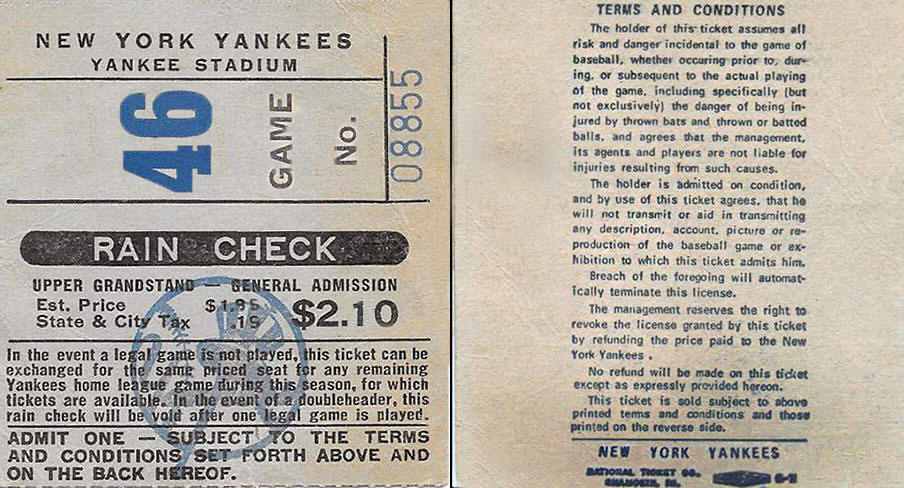 NEW YORK YANKEES
YANKEE STADIUM
46
GAME
No.
08855
RAIN CHECK
UPPER GRANDSTAND — GENERAL ADMISSION
Est. Price $1.95
State & City Tax .15 $2.10
In the event a legal game is not played, this ticket can be
exchanged for the same priced seat for any remaining
Yankees home league game during this season, for which
tickets are available. In the event of a doubleheader, this
rain check will be void after one legal game is played.
ADMIT ONE — SUBJECT TO THE TERMS
AND CONDITIONS SET FORTH ABOVE AND
ON THE BACK HEREOF.
TERMS AND CONDITIONS
The holder of this ticket assumes all
risk and danger incidental to the game of
baseball, whether occuring prior to, dur-
ing, or subsequent to the actual playing
of the game, including specifically (but
not exclusively) the danger of being in-
jured by thrown bats and thrown or batted
balls, and agrees that the management,
its agents and players are not liable for
injuries resulting from such causes.
The holder is admitted on condition,
and by use of this ticket agrees, that he
will not transmit or aid in transmitting
any description, account, picture or re-
production of the baseball game or ex-
hibition to which this ticket admits him.
Breach of the foregoing will automat-
ically terminate this license.
The management reserves the right to
revoke the license granted by this ticket
by refunding the price paid to the New
York Yankees .
No refund will be made on this ticket
except as expressly provided hereon.
This ticket is sold subject to above
printed terms and conditions and those
printed on the reverse side.
NEW YORK YANKEES
NATIONAL TICKET CO.
SHAMOKIN, PA.